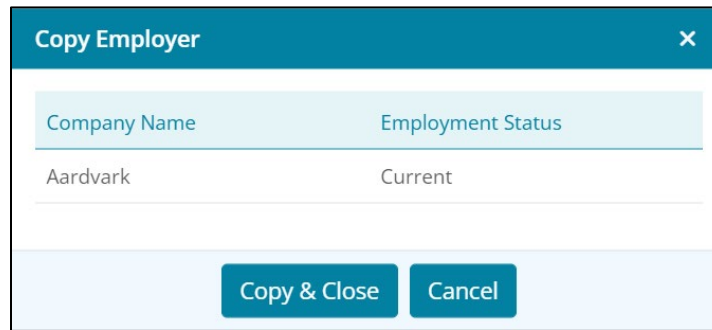 Copy Employer ×
Company Name Employment Status
Aardvark Current
Copy & Close Cancel